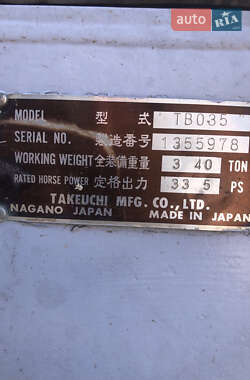 auto RIA
MODEL 型式 TB035
SERIAL NO. 製造番号 1355978
WORKING WEIGHT 全装備重量 3 40 TON
RATED HORSE POWER 定格出力 33 5 PS
TAKEUCHI MFG. CO., LTD.
NAGANO JAPAN MADE IN JAPAN